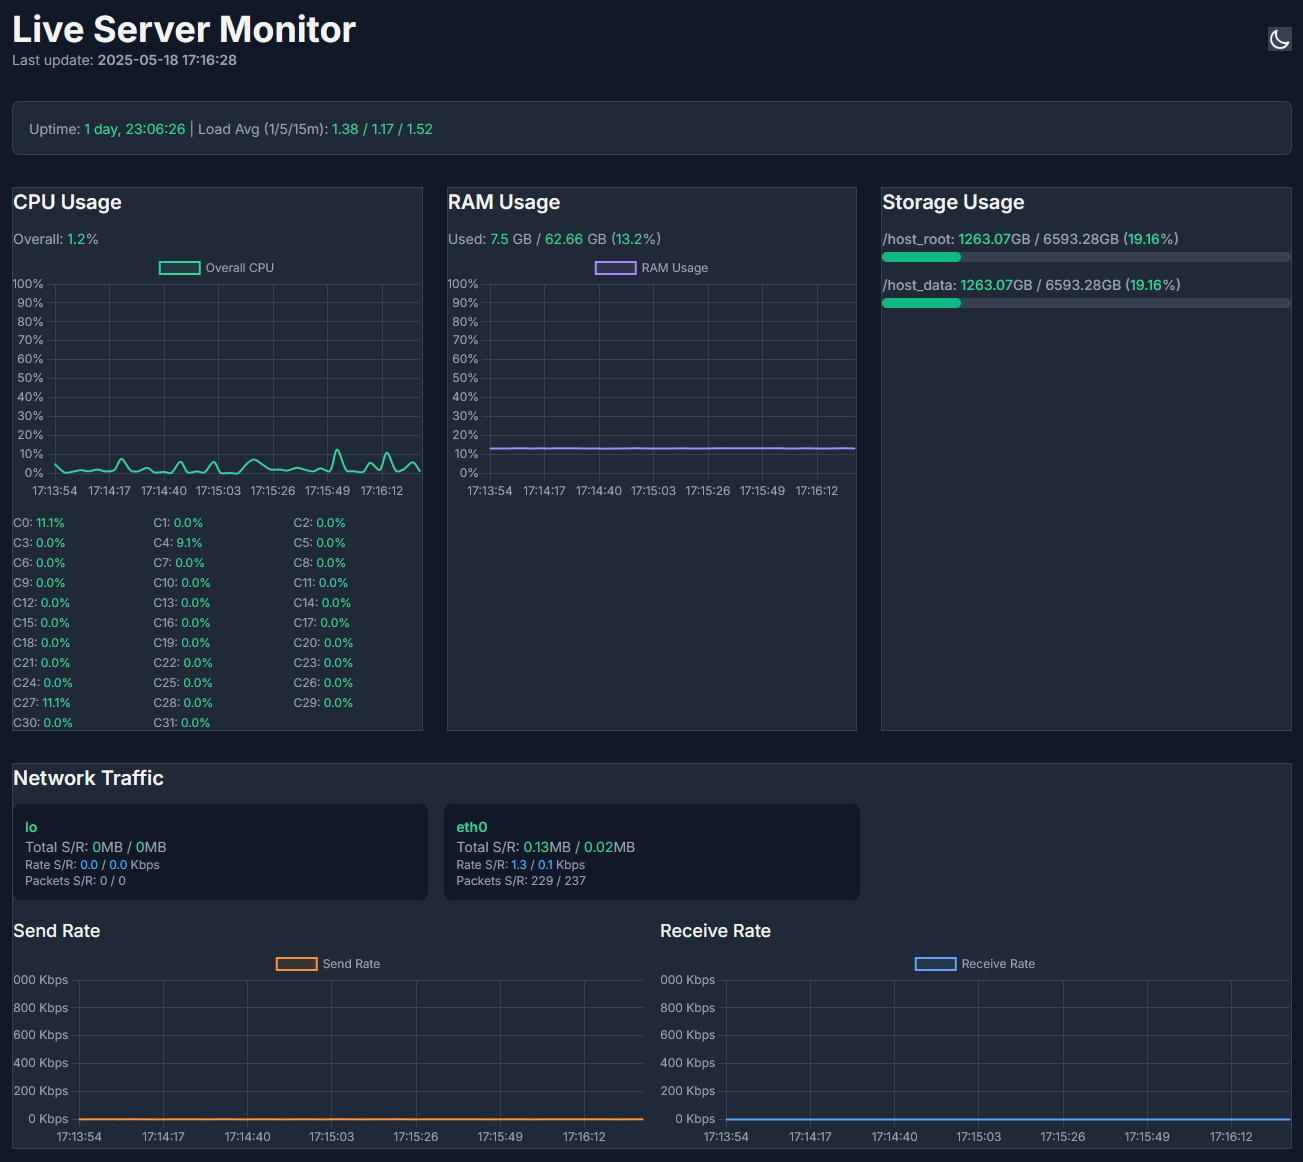 Live Server Monitor
Last update: 2025-05-18 17:16:28
Uptime: 1 day, 23:06:26 | Load Avg (1/5/15m): 1.38 / 1.17 / 1.52
CPU Usage
Overall: 1.2%
Overall CPU
100%
90%
80%
70%
60%
50%
40%
30%
20%
10%
0%
17:13:54 17:14:17 17:14:40 17:15:03 17:15:26 17:15:49 17:16:12
C0: 11.1% C1: 0.0% C2: 0.0%
C3: 0.0% C4: 9.1% C5: 0.0%
C6: 0.0% C7: 0.0% C8: 0.0%
C9: 0.0% C10: 0.0% C11: 0.0%
C12: 0.0% C13: 0.0% C14: 0.0%
C15: 0.0% C16: 0.0% C17: 0.0%
C18: 0.0% C19: 0.0% C20: 0.0%
C21: 0.0% C22: 0.0% C23: 0.0%
C24: 0.0% C25: 0.0% C26: 0.0%
C27: 11.1% C28: 0.0% C29: 0.0%
C30: 0.0% C31: 0.0%
RAM Usage
Used: 7.5 GB / 62.66 GB (13.2%)
RAM Usage
100%
90%
80%
70%
60%
50%
40%
30%
20%
10%
0%
17:13:54 17:14:17 17:14:40 17:15:03 17:15:26 17:15:49 17:16:12
Storage Usage
/host_root: 1263.07GB / 6593.28GB (19.16%)
/host_data: 1263.07GB / 6593.28GB (19.16%)
Network Traffic
lo
Total S/R: 0MB / 0MB
Rate S/R: 0.0 / 0.0 Kbps
Packets S/R: 0 / 0
eth0
Total S/R: 0.13MB / 0.02MB
Rate S/R: 1.3 / 0.1 Kbps
Packets S/R: 229 / 237
Send Rate
Send Rate
000 Kbps
800 Kbps
600 Kbps
400 Kbps
200 Kbps
0 Kbps
17:13:54 17:14:17 17:14:40 17:15:03 17:15:26 17:15:49 17:16:12
Receive Rate
Receive Rate
000 Kbps
800 Kbps
600 Kbps
400 Kbps
200 Kbps
0 Kbps
17:13:54 17:14:17 17:14:40 17:15:03 17:15:26 17:15:49 17:16:12